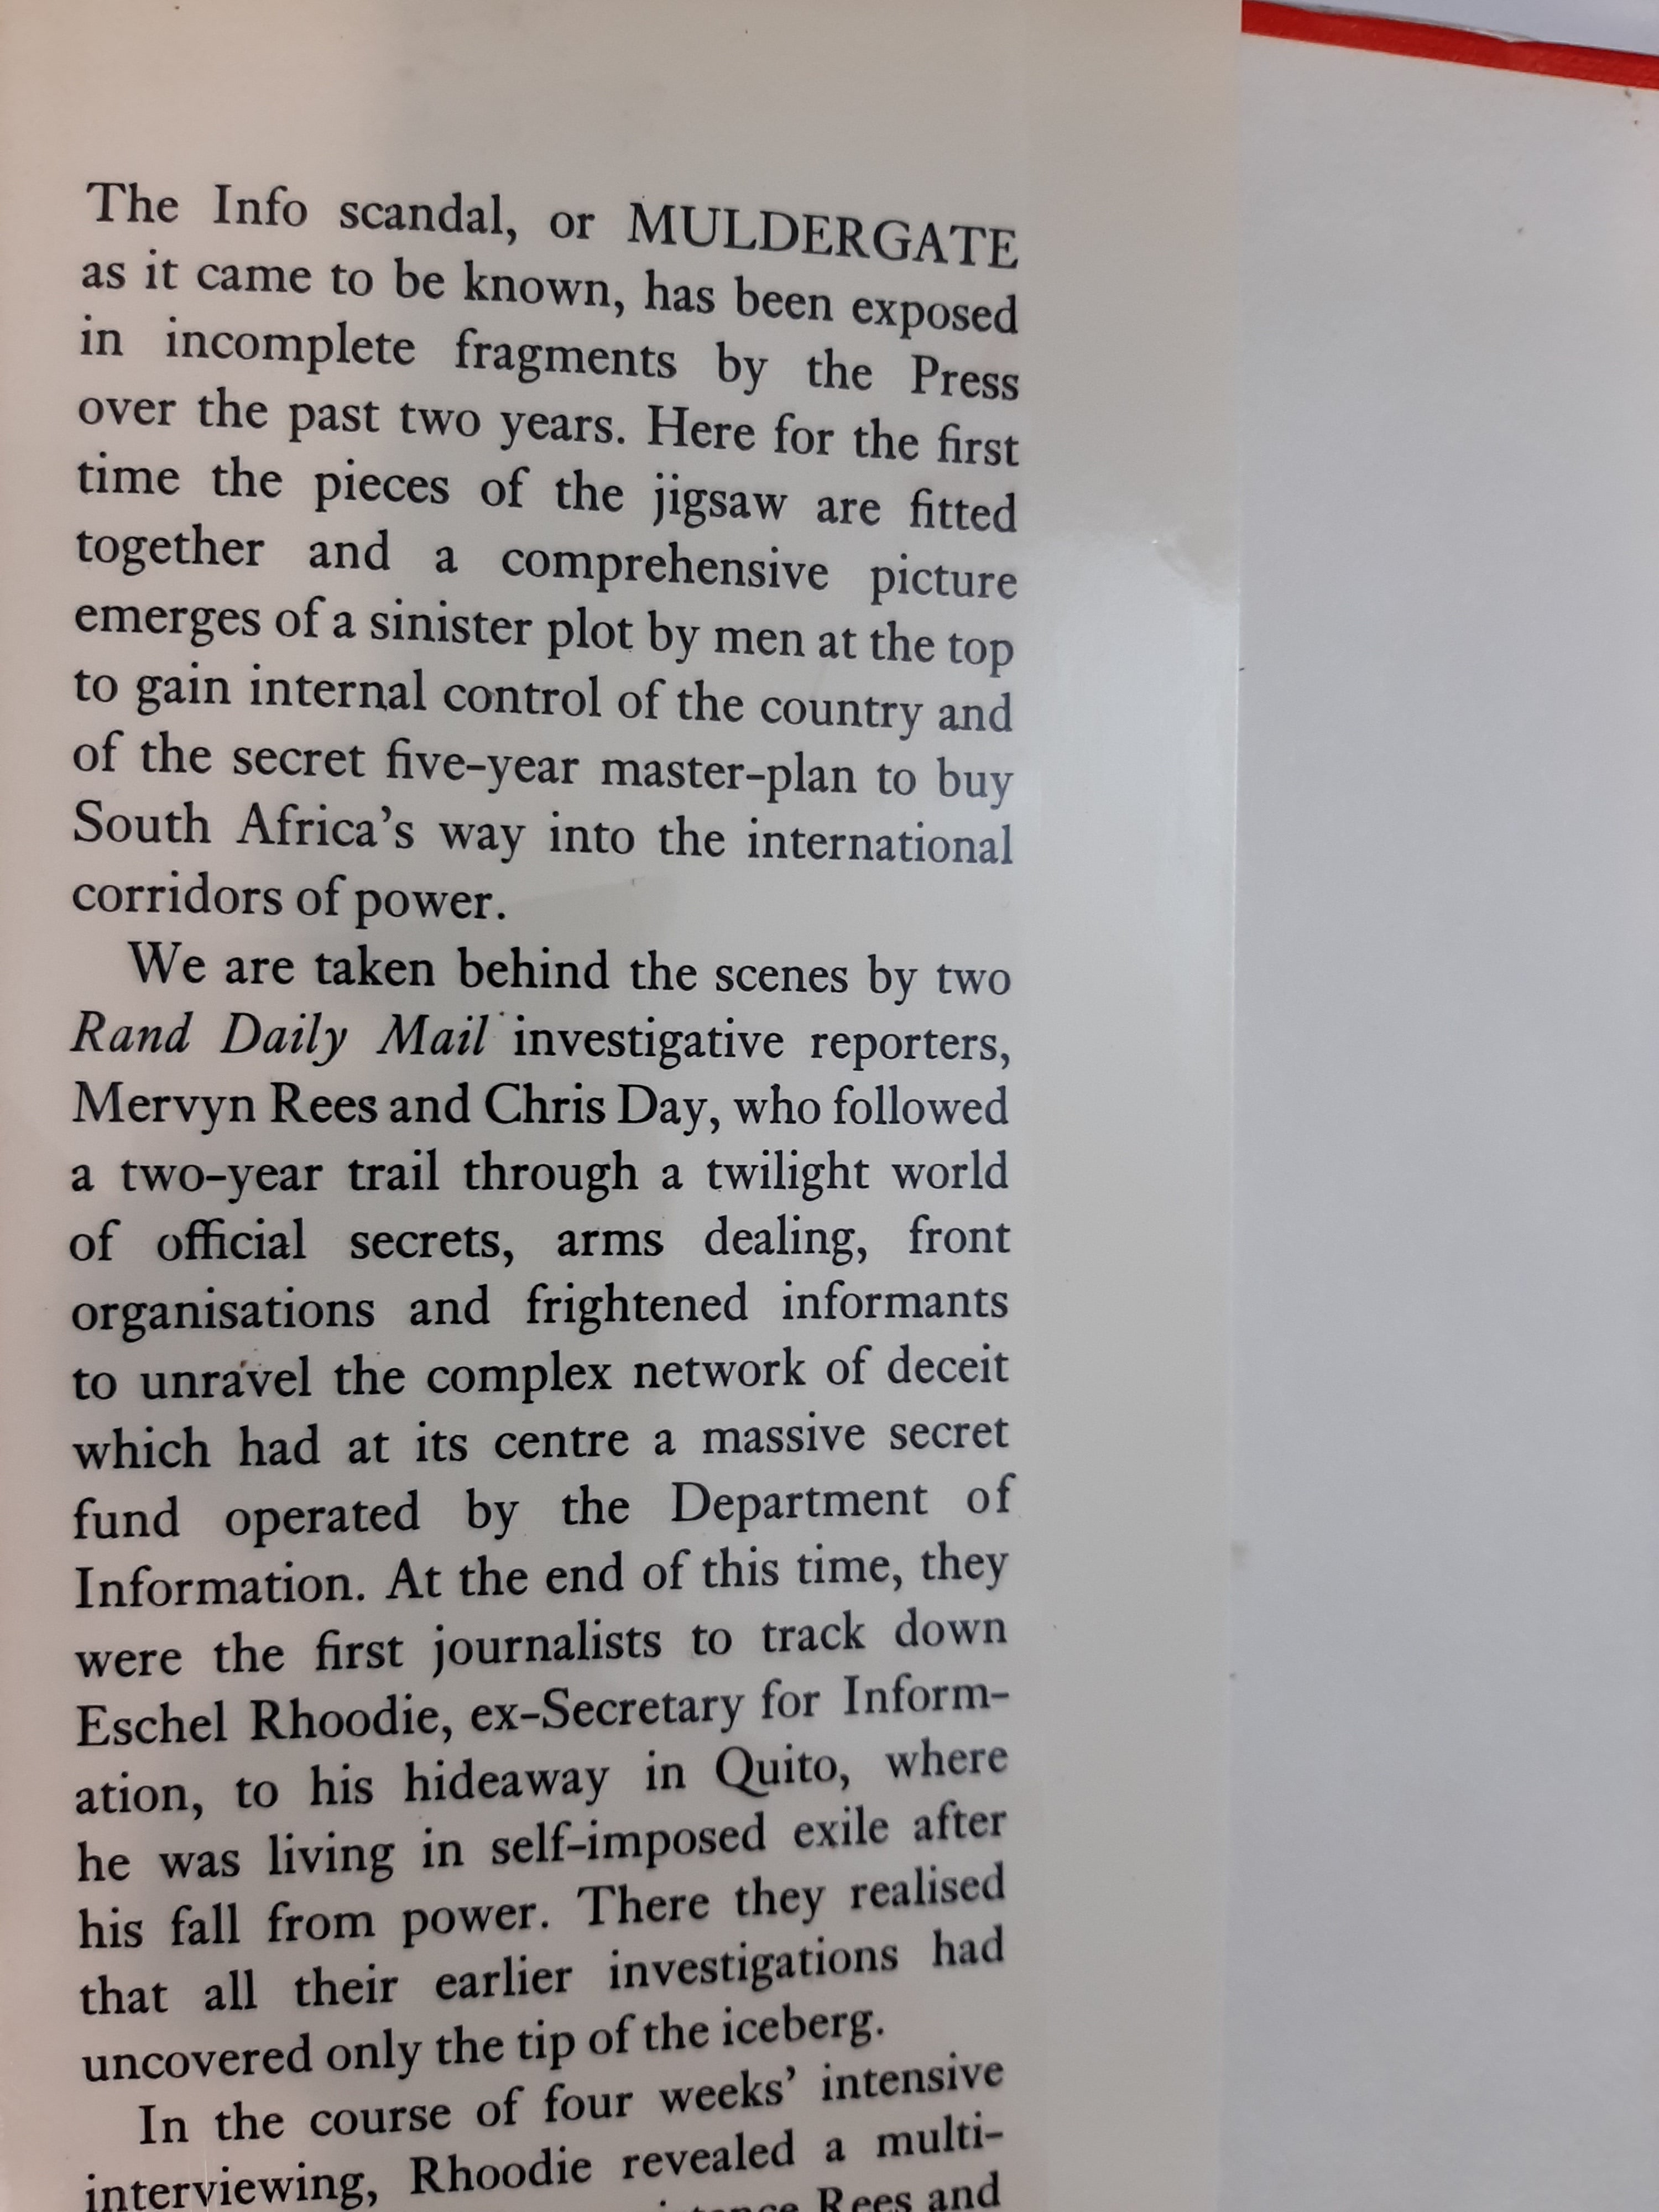 The Info scandal, or MULDERGATE
as it came to be known, has been exposed
in incomplete fragments by the Press
over the past two years. Here for the first
time the pieces of the jigsaw are fitted
together and a comprehensive picture
emerges of a sinister plot by men at the top
to gain internal control of the country and
of the secret five-year master-plan to buy
South Africa's way into the international
corridors of power.
We are taken behind the scenes by two
Rand Daily Mail investigative reporters,
Mervyn Rees and Chris Day, who followed
a two-year trail through a twilight world
of official secrets, arms dealing, front
organisations and frightened informants
to unravel the complex network of deceit
which had at its centre a massive secret
fund operated by the Department of
Information. At the end of this time, they
were the first journalists to track down
Eschel Rhoodie, ex-Secretary for Inform-
ation, to his hideaway in Quito, where
he was living in self-imposed exile after
his fall from power. There they realised
that all their earlier investigations had
uncovered only the tip of the iceberg.
In the course of four weeks' intensive
interviewing, Rhoodie revealed a multi-
Rees and